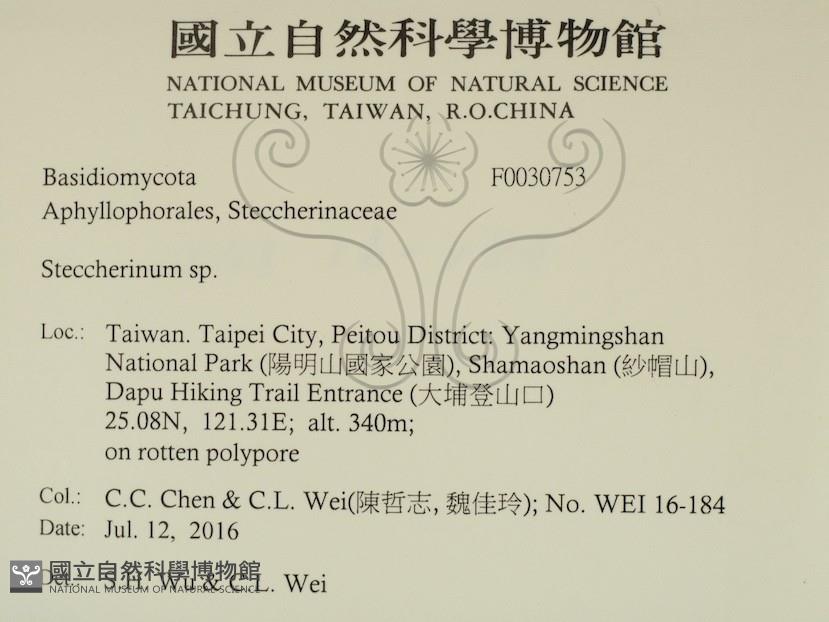 國立自然科學博物館
NATIONAL MUSEUM OF NATURAL SCIENCE
TAICHUNG, TAIWAN, R.O.CHINA
Basidiomycota F0030753
Aphyllophorales, Steccherinaceae
Steccherinum sp.
Loc.: Taiwan. Taipei City, Peitou District: Yangmingshan
National Park (陽明山國家公園), Shamaoshan (紗帽山),
Dapu Hiking Trail Entrance (大埔登山口)
25.08N, 121.31E; alt. 340m;
on rotten polypore
Col.: C.C. Chen & C.L. Wei(陳哲志, 魏佳玲); No. WEI 16-184
Date: Jul. 12, 2016
Det.: S.H. Wu & C.L. Wei
國立自然科學博物館
NATIONAL MUSEUM OF NATURAL SCIENCE